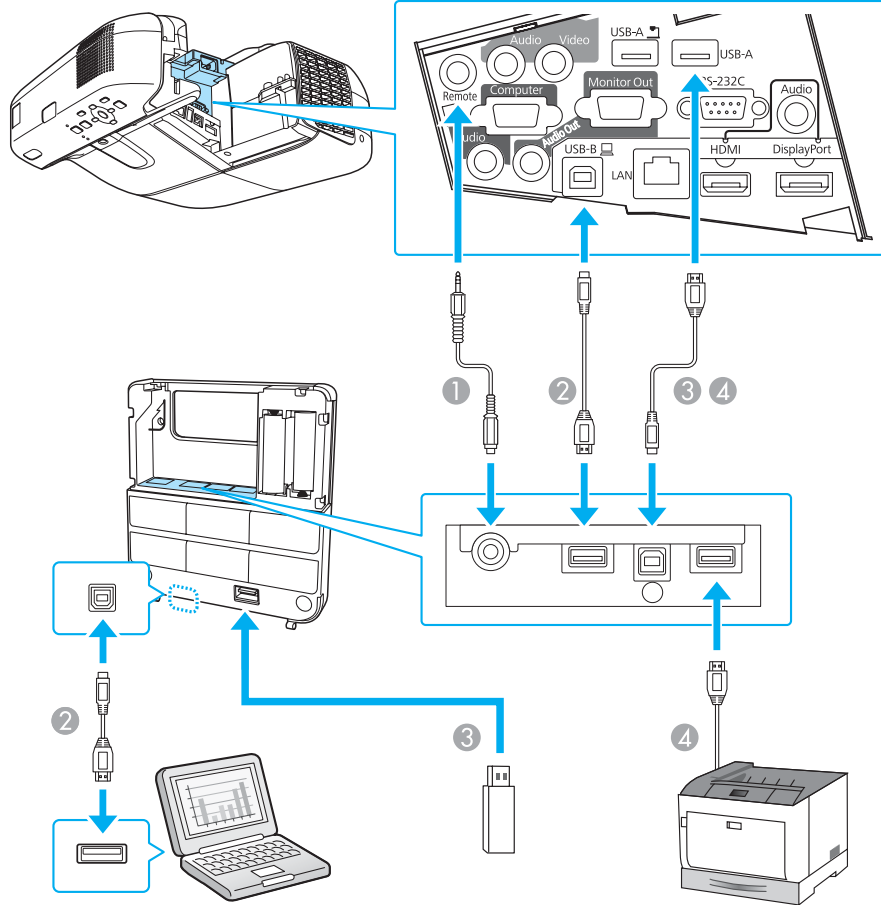 USB-A
Audio Video
USB-A
Remote
Computer
Monitor Out
RS-232C
Audio
Audio
Audio Out
USB-B
LAN
HDMI
DisplayPort
1
2
3 4
2
3
4